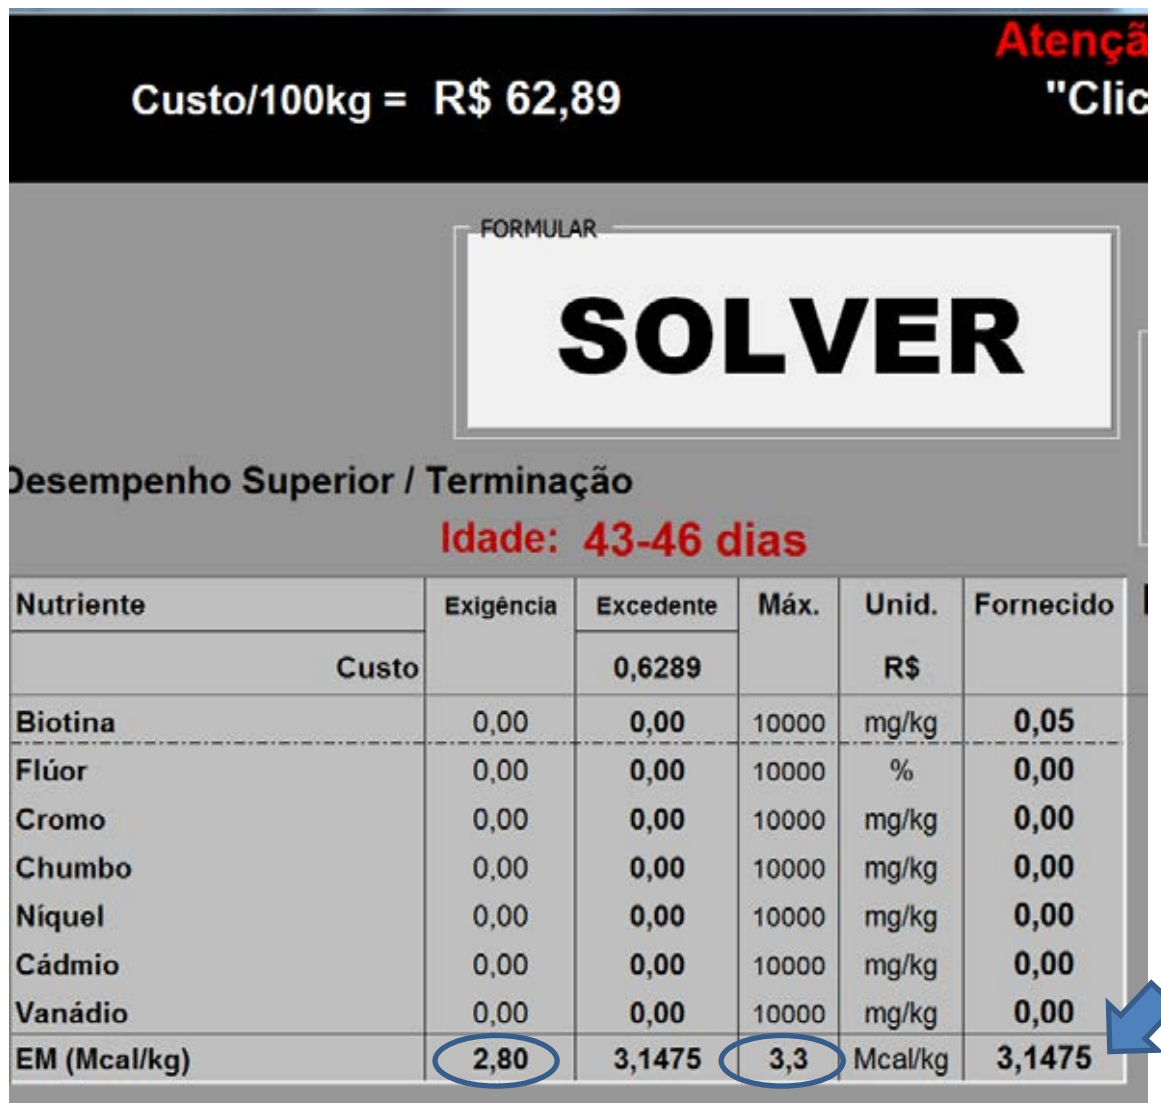 Atençã
Custo/100kg = R$ 62,89
"Clic
FORMULAR
SOLVER
Desempenho Superior / Terminação
Idade: 43-46 dias
Nutriente Exigência Excedente Máx. Unid. Fornecido
Custo 0,6289 R$
Biotina 0,00 0,00 10000 mg/kg 0,05
Flúor 0,00 0,00 10000 % 0,00
Cromo 0,00 0,00 10000 mg/kg 0,00
Chumbo 0,00 0,00 10000 mg/kg 0,00
Níquel 0,00 0,00 10000 mg/kg 0,00
Cádmio 0,00 0,00 10000 mg/kg 0,00
Vanádio 0,00 0,00 10000 mg/kg 0,00
EM (Mcal/kg) 2,80 3,1475 3,3 Mcal/kg 3,1475